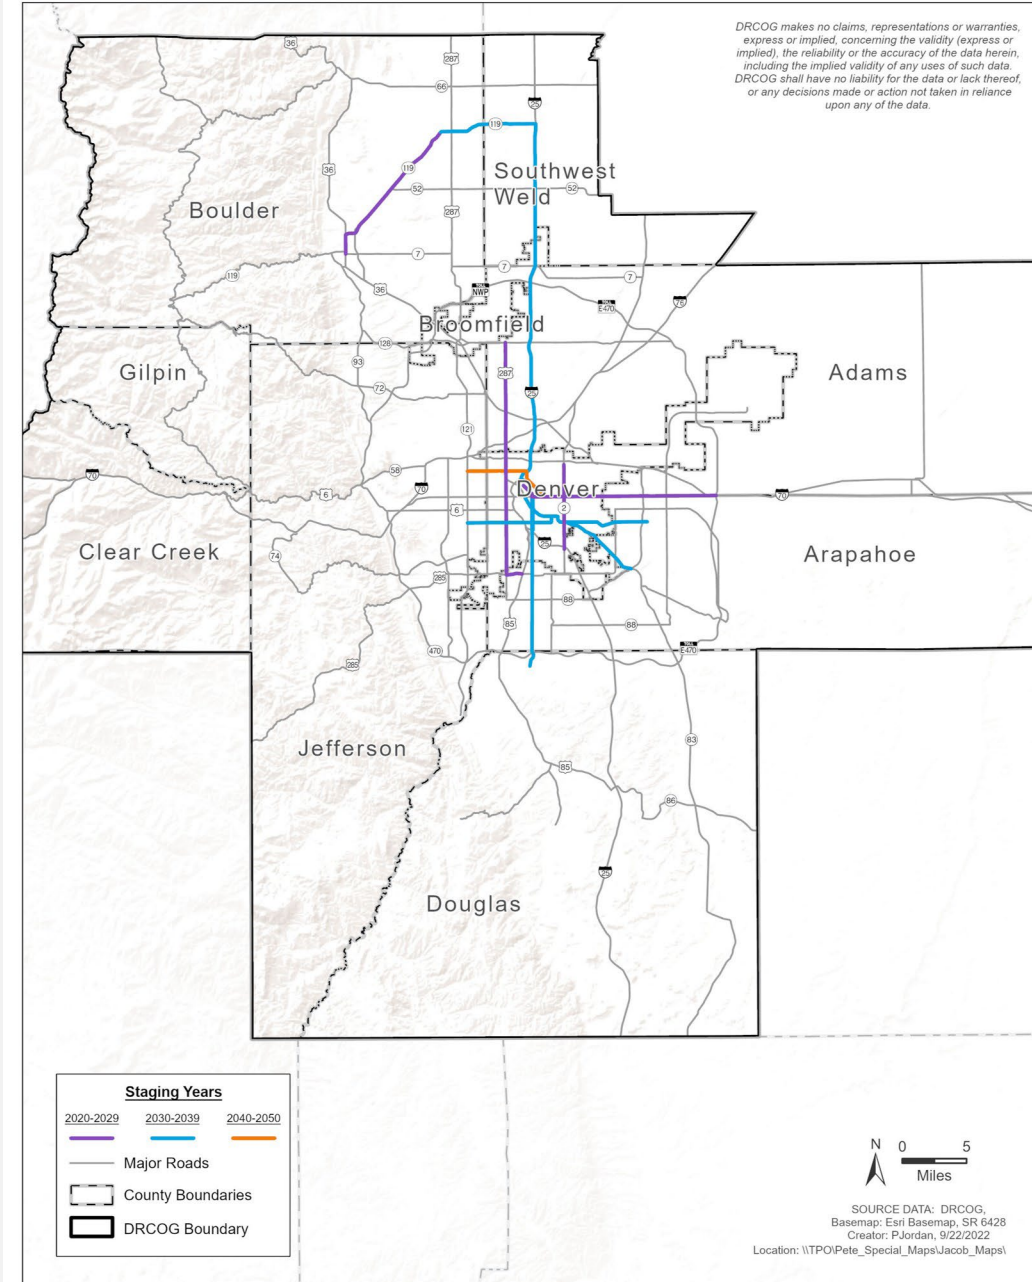 DRCOG makes no claims, representations or warranties,
express or implied, concerning the validity (express or
implied), the reliability or the accuracy of the data herein,
including the implied validity of any uses of such data.
DRCOG shall have no liability for the data or lack thereof,
or any decisions made or action not taken in reliance
upon any of the data.
36
287
66
25
119
119
36
52
Southwest
Weld
52
Boulder
287
7
7
119
7
36
TOLL
NWP
TOLL
E470
76
Broomfield
128
93
Gilpin
287
Adams
72
25
121
58
70
70
6
Denver
70
6
2
Clear Creek
74
25
Arapahoe
285
88
85
88
470
TOLL
E470
285
83
Jefferson
85
86
25
Douglas
Staging Years
2020-2029 2030-2039 2040-2050
Major Roads
County Boundaries
DRCOG Boundary
N
0 5
Miles
SOURCE DATA: DRCOG,
Basemap: Esri Basemap, SR 6428
Creator: PJordan, 9/22/2022
Location: \\TPO\Pete_Special_Maps\Jacob_Maps\